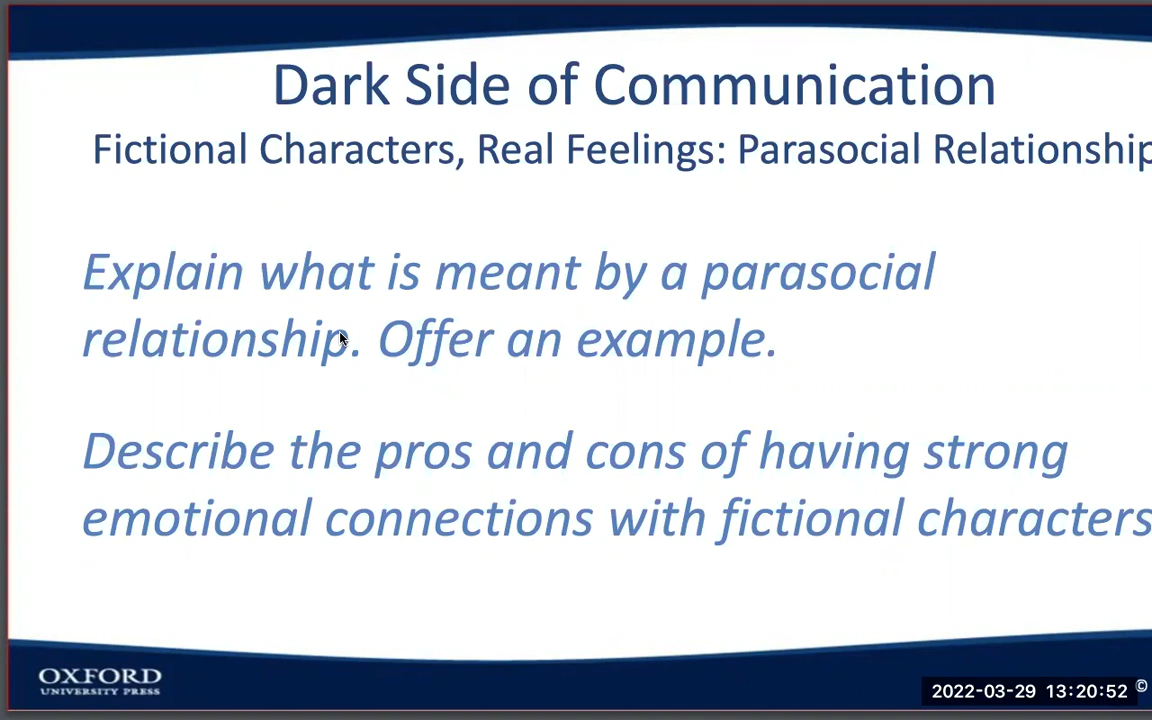 Dark Side of Communication
Fictional Characters, Real Feelings: Parasocial Relationship
Explain what is meant by a parasocial
relationship. Offer an example.
Describe the pros and cons of having strong
emotional connections with fictional characters
OXFORD
UNIVERSITY PRESS
2022-03-29 13:20:52 ©